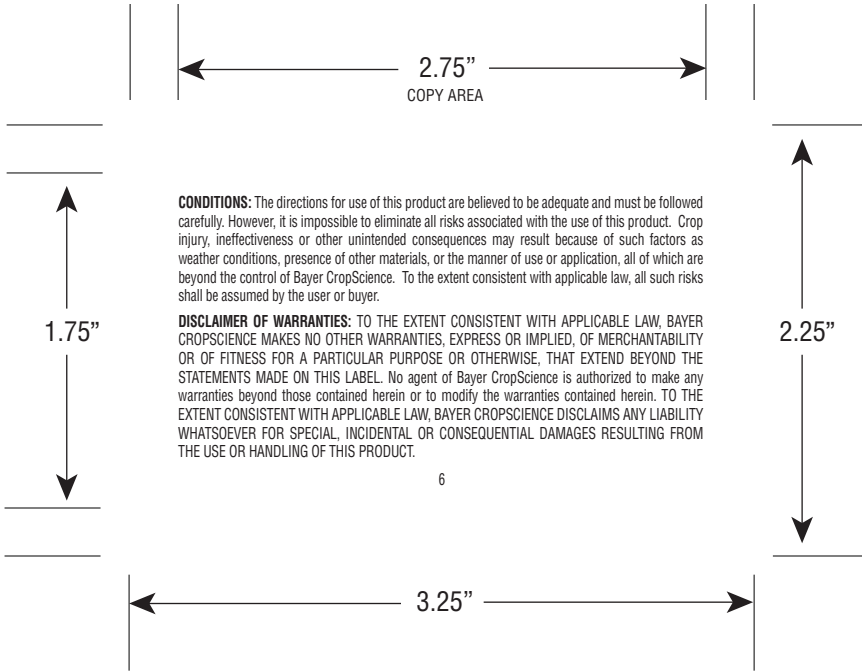 2.75”
COPY AREA
CONDITIONS: The directions for use of this product are believed to be adequate and must be followed
carefully. However, it is impossible to eliminate all risks associated with the use of this product. Crop
injury, ineffectiveness or other unintended consequences may result because of such factors as
weather conditions, presence of other materials, or the manner of use or application, all of which are
beyond the control of Bayer CropScience. To the extent consistent with applicable law, all such risks
shall be assumed by the user or buyer.
1.75”
2.25”
DISCLAIMER OF WARRANTIES: TO THE EXTENT CONSISTENT WITH APPLICABLE LAW, BAYER
CROPSCIENCE MAKES NO OTHER WARRANTIES, EXPRESS OR IMPLIED, OF MERCHANTABILITY
OR OF FITNESS FOR A PARTICULAR PURPOSE OR OTHERWISE, THAT EXTEND BEYOND THE
STATEMENTS MADE ON THIS LABEL. No agent of Bayer CropScience is authorized to make any
warranties beyond those contained herein or to modify the warranties contained herein. TO THE
EXTENT CONSISTENT WITH APPLICABLE LAW, BAYER CROPSCIENCE DISCLAIMS ANY LIABILITY
WHATSOEVER FOR SPECIAL, INCIDENTAL OR CONSEQUENTIAL DAMAGES RESULTING FROM
THE USE OR HANDLING OF THIS PRODUCT.
6
3.25”